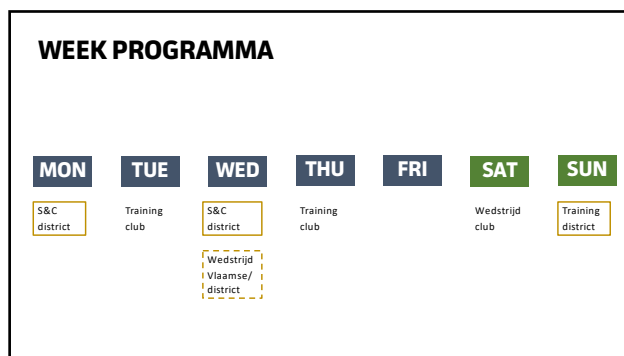 WEEK PROGRAMMA
MON
TUE
WED
THU
FRI
SAT
SUN
S&C
district
Training
club
S&C
district
Training
club
Wedstrijd
club
Training
district
Wedstrijd
Vlaamse/
district